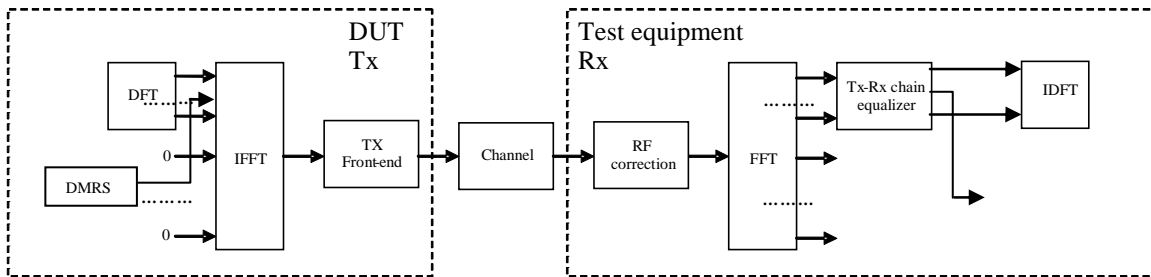 DUT
Tx
Test equipment
Rx
DFT
………
0
DMRS
………
0
IFFT
TX
Front-end
Channel
RF
correction
FFT
………
………
Tx-Rx chain
equalizer
IDFT